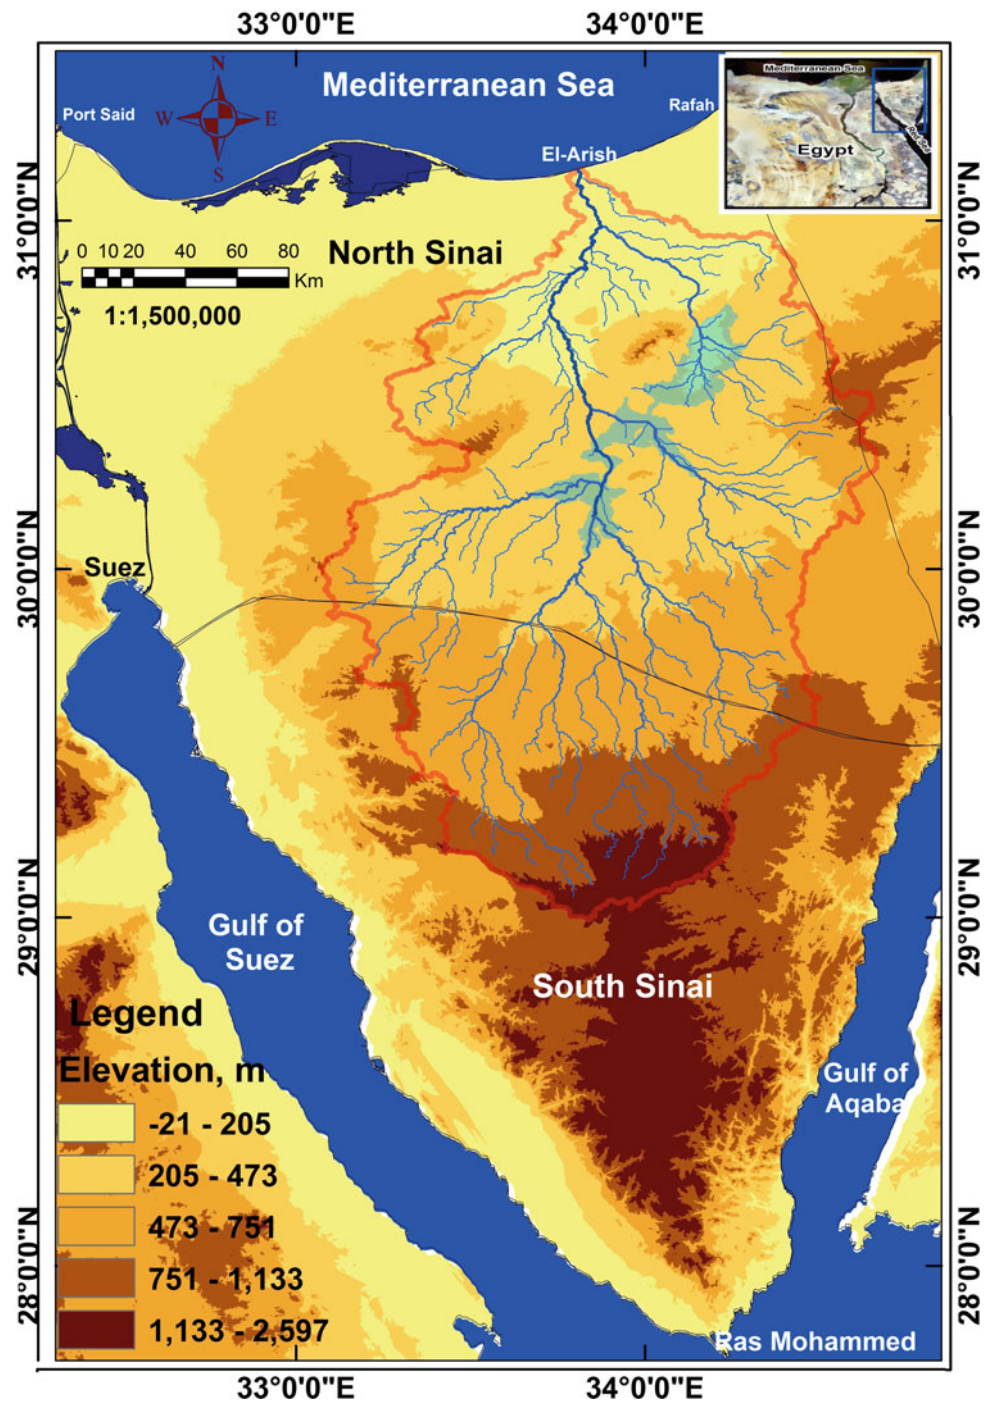 33°0'0"E 34°0'0"E
Mediterranean Sea
Port Said
Rafah
N
W E
S
El-Arish
Mediterranean Sea
Egypt
Red Sea
31°0'0"N
31°0'0"N
North Sinai
0 10 20 40 60 80
Km
1:1,500,000
30°0'0"N
30°0'0"N
Suez
29°0'0"N
29°0'0"N
Gulf of
Suez
South Sinai
Legend
Elevation, m
-21 - 205
205 - 473
473 - 751
751 - 1,133
1,133 - 2,597
Gulf of
Aqaba
28°0'0"N
28°0'0"N
Ras Mohammed
33°0'0"E 34°0'0"E